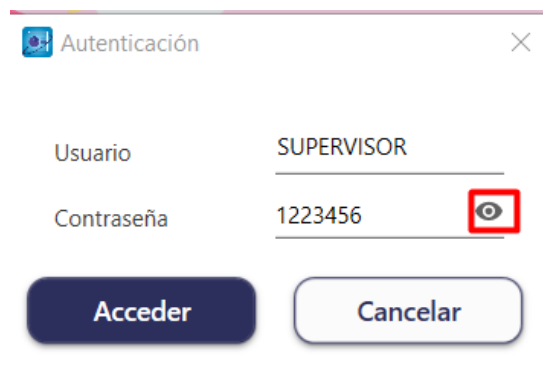 Autenticación
Usuario SUPERVISOR
Contraseña 1223456
Acceder Cancelar